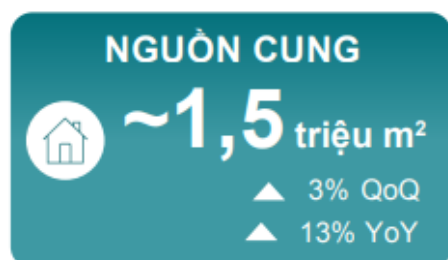 NGUỒN CUNG
~1,5 triệu m²
3% QoQ
13% YoY